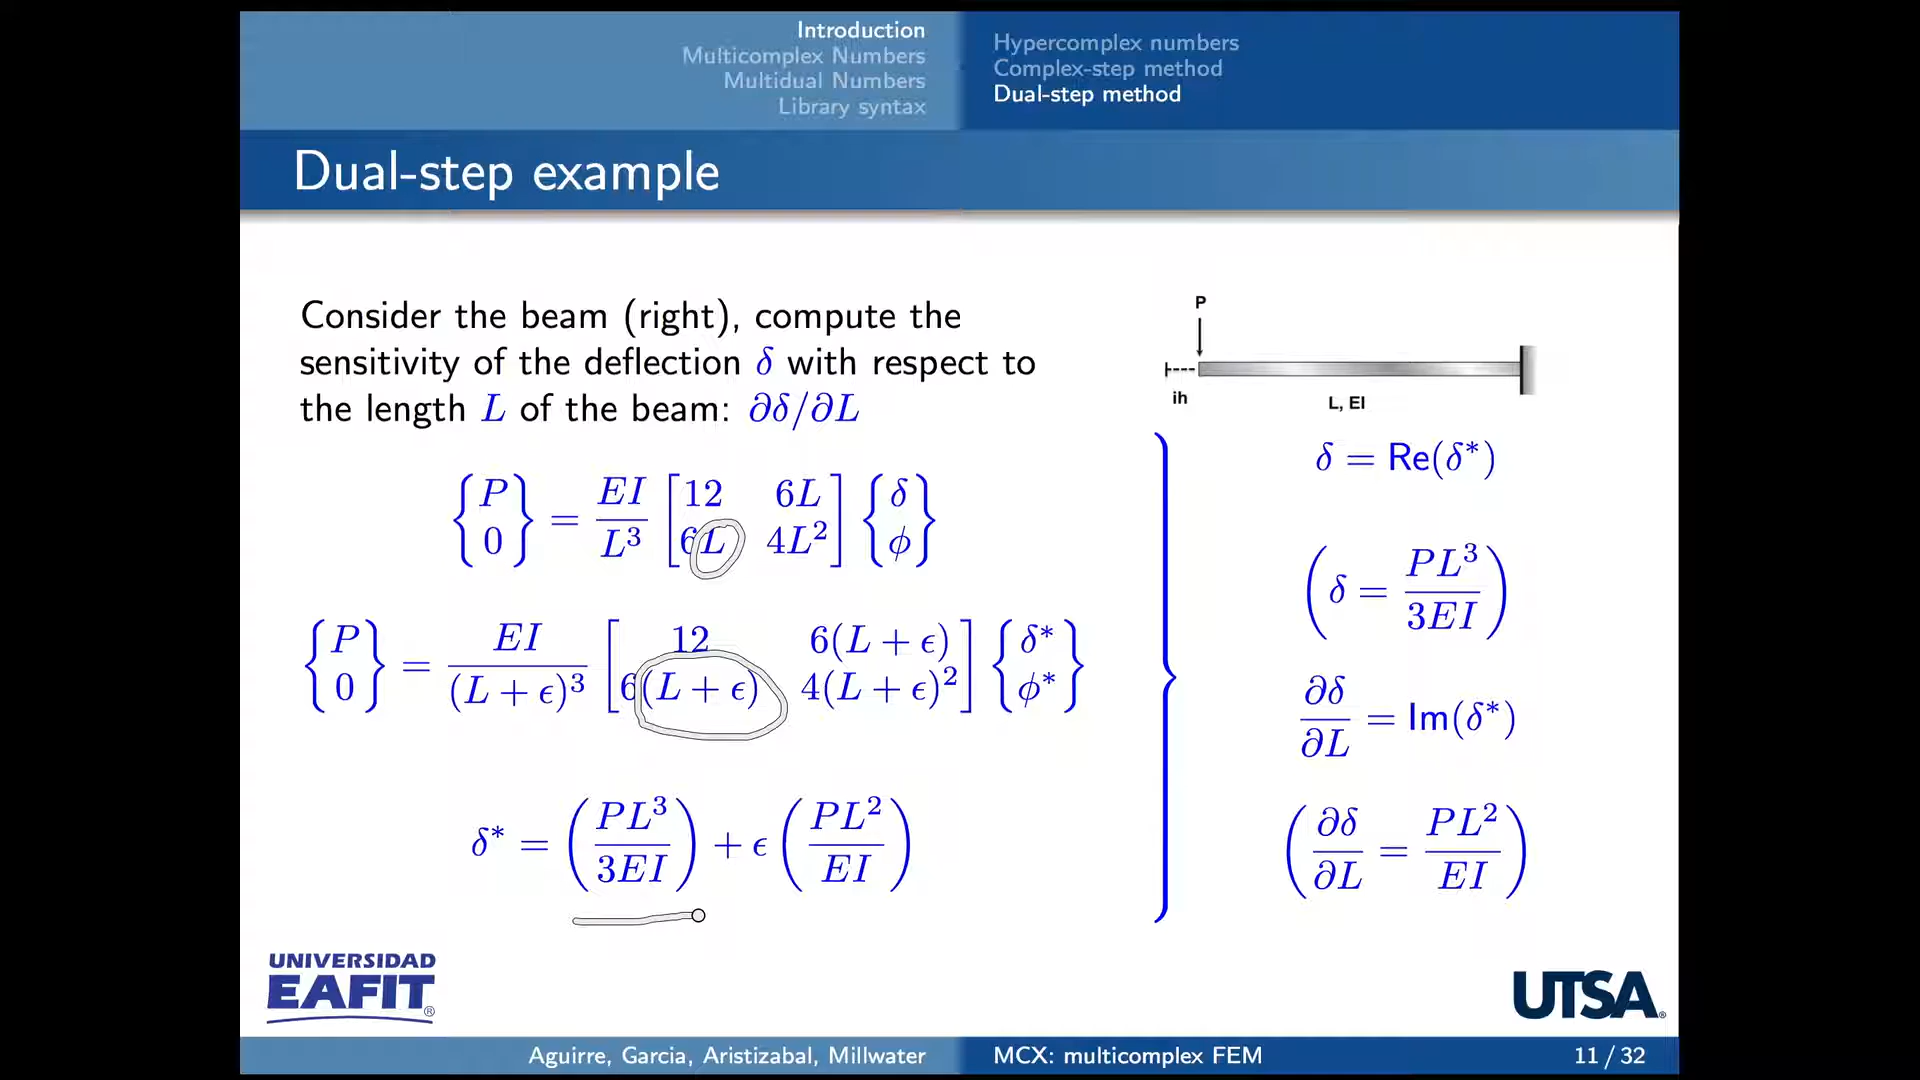 Introduction
Multicomplex Numbers
Multidual Numbers
Library syntax
Hypercomplex numbers
Complex-step method
Dual-step method
Dual-step example
Consider the beam (right), compute the
sensitivity of the deflection δ with respect to
the length L of the beam: ∂δ/∂L
{P 0} = EI/L³ [12 6L 6L 4L²] {δ ϕ}
{P 0} = EI/(L + ϵ)³ [12 6(L + ϵ) 6(L + ϵ) 4(L + ϵ)²] {δ* ϕ*}
δ* = (PL³/3EI) + ϵ (PL²/EI)
P
ih
L, EI
δ = Re(δ*)
(δ = PL³/3EI)
∂δ/∂L = Im(δ*)
(∂δ/∂L = PL²/EI)
UNIVERSIDAD
EAFIT®
UTSA®
Aguirre, Garcia, Aristizabal, Millwater
MCX: multicomplex FEM
11 / 32